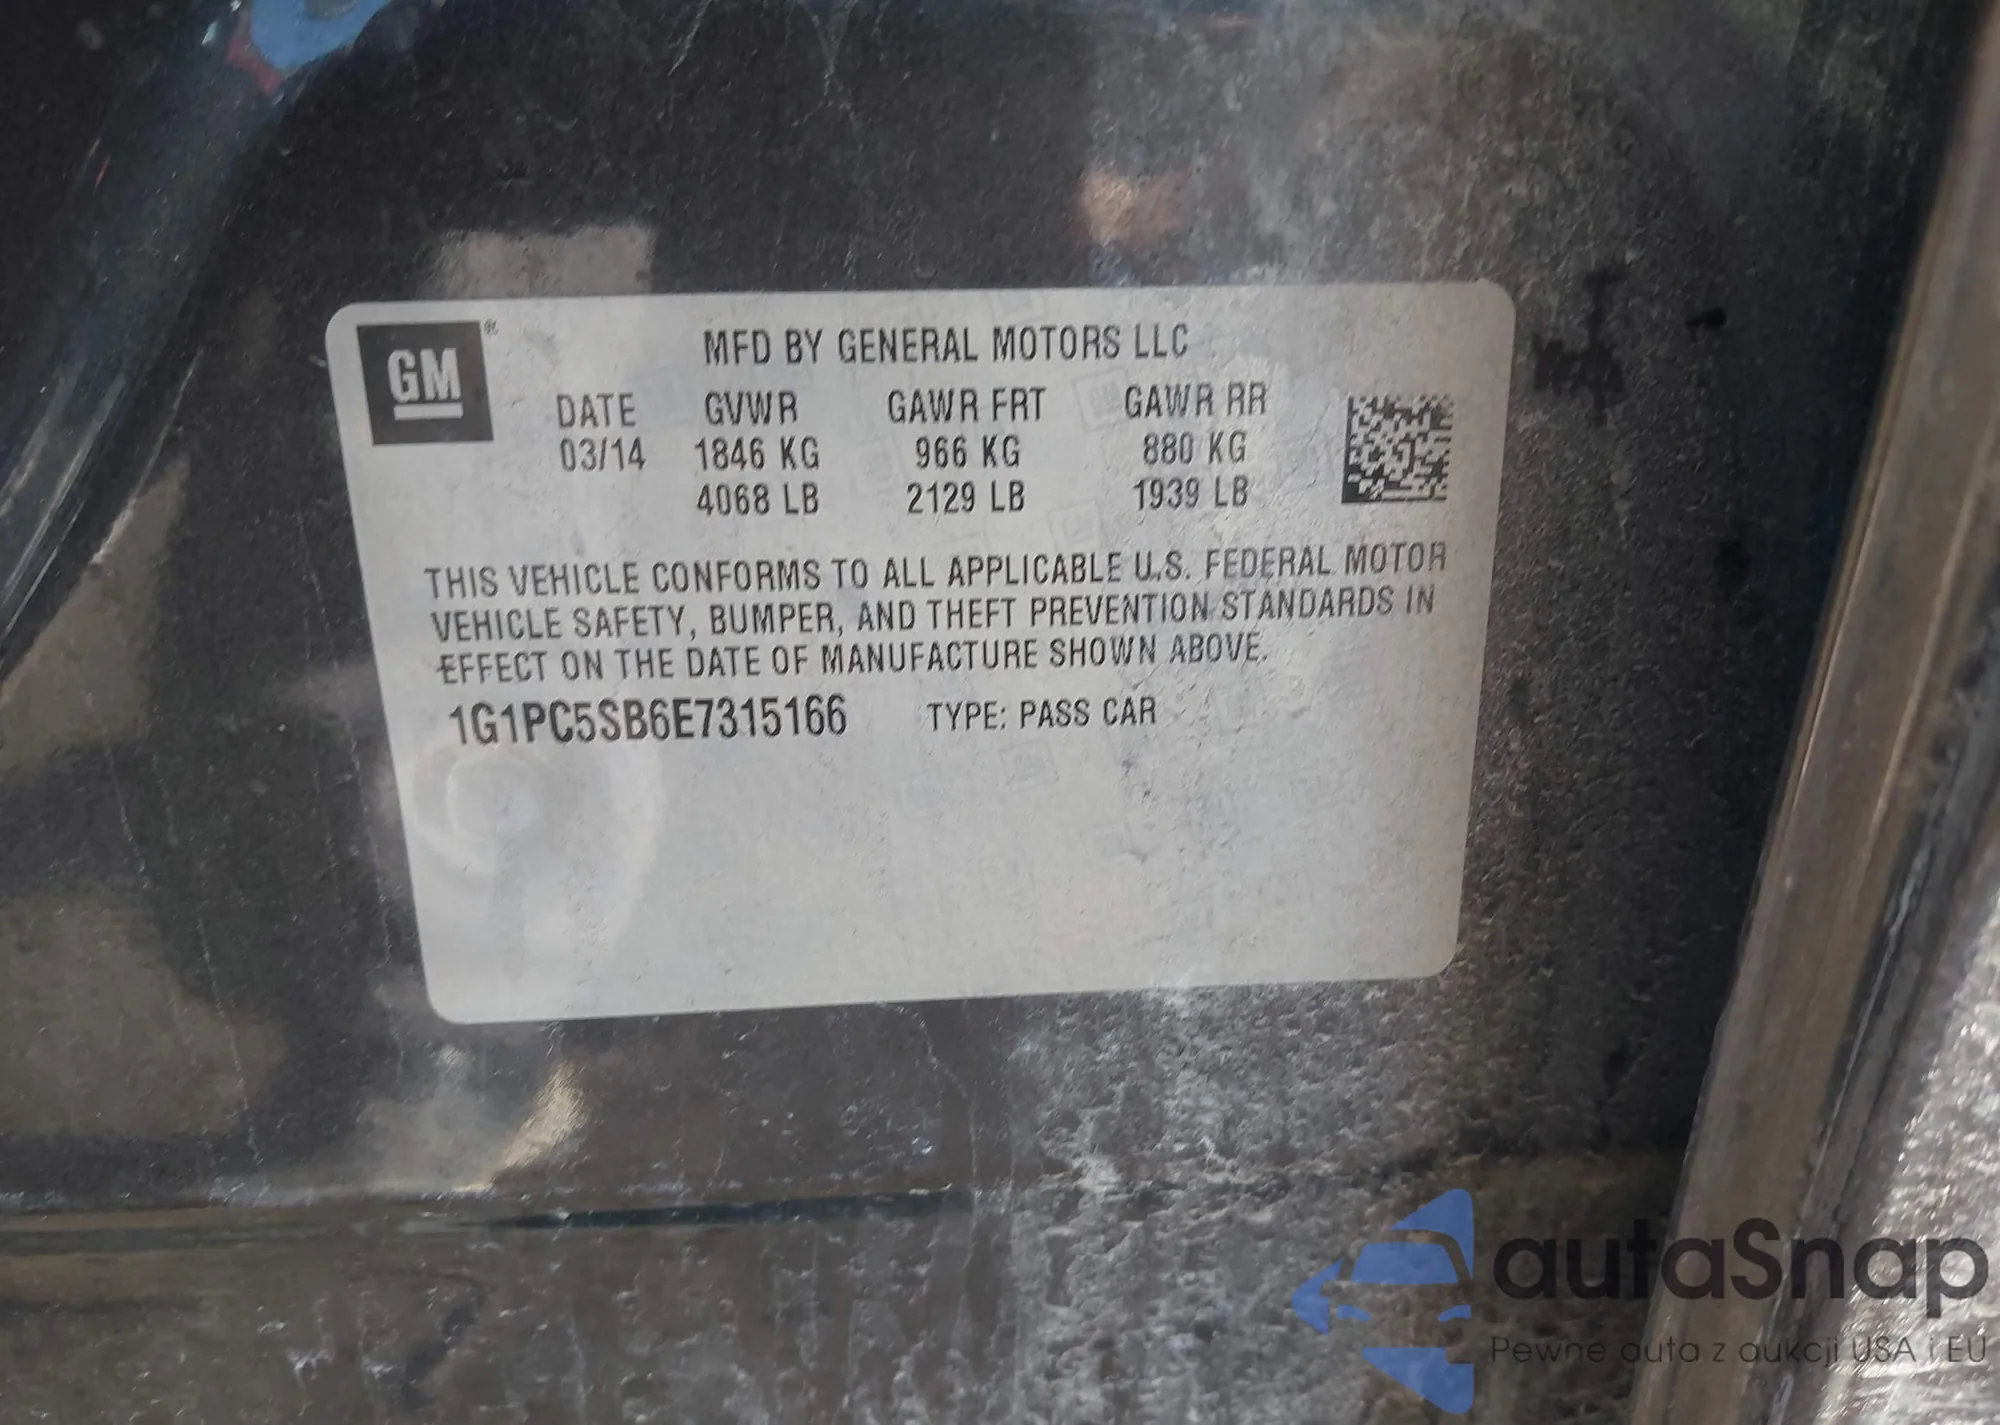 GM ®
MFD BY GENERAL MOTORS LLC
DATE GVWR GAWR FRT GAWR RR
03/14 1846 KG 966 KG 880 KG
4068 LB 2129 LB 1939 LB
THIS VEHICLE CONFORMS TO ALL APPLICABLE U.S. FEDERAL MOTOR
VEHICLE SAFETY, BUMPER, AND THEFT PREVENTION STANDARDS IN
EFFECT ON THE DATE OF MANUFACTURE SHOWN ABOVE.
1G1PC5SB6E7315166 TYPE: PASS CAR
autaSnap
Pewne auta z aukcji USA i EU